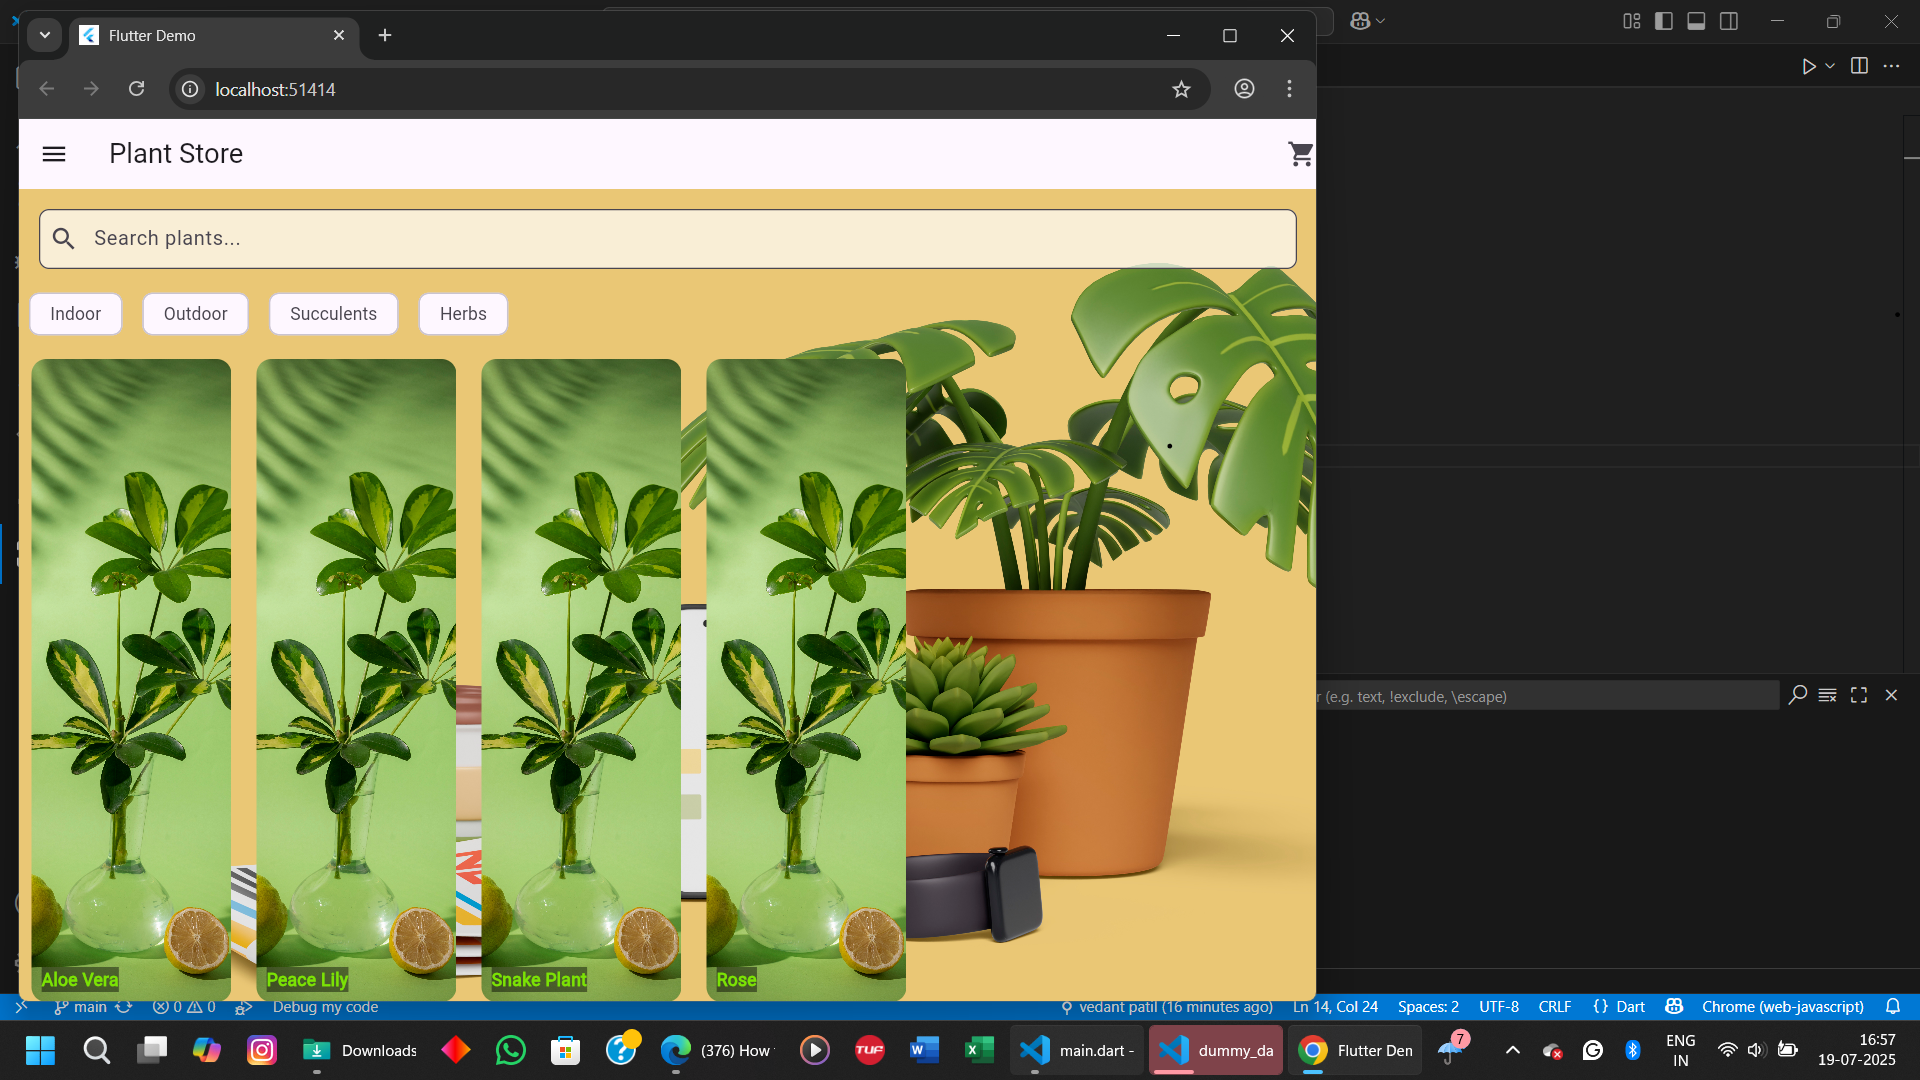 Flutter Demo
localhost:51414
Plant Store
Search plants...
Indoor
Outdoor
Succulents
Herbs
Aloe Vera
Peace Lily
Snake Plant
Rose
r (e.g. text, !exclude, \escape)
main
0
0
Debug my code
vedant patil (16 minutes ago)
Ln 14, Col 24
Spaces: 2
UTF-8
CRLF
{} Dart
Chrome (web-javascript)
Downloads
TUF
(376) How
main.dart -
dummy_da
Flutter Den
7
ENG
IN
16:57
19-07-2025